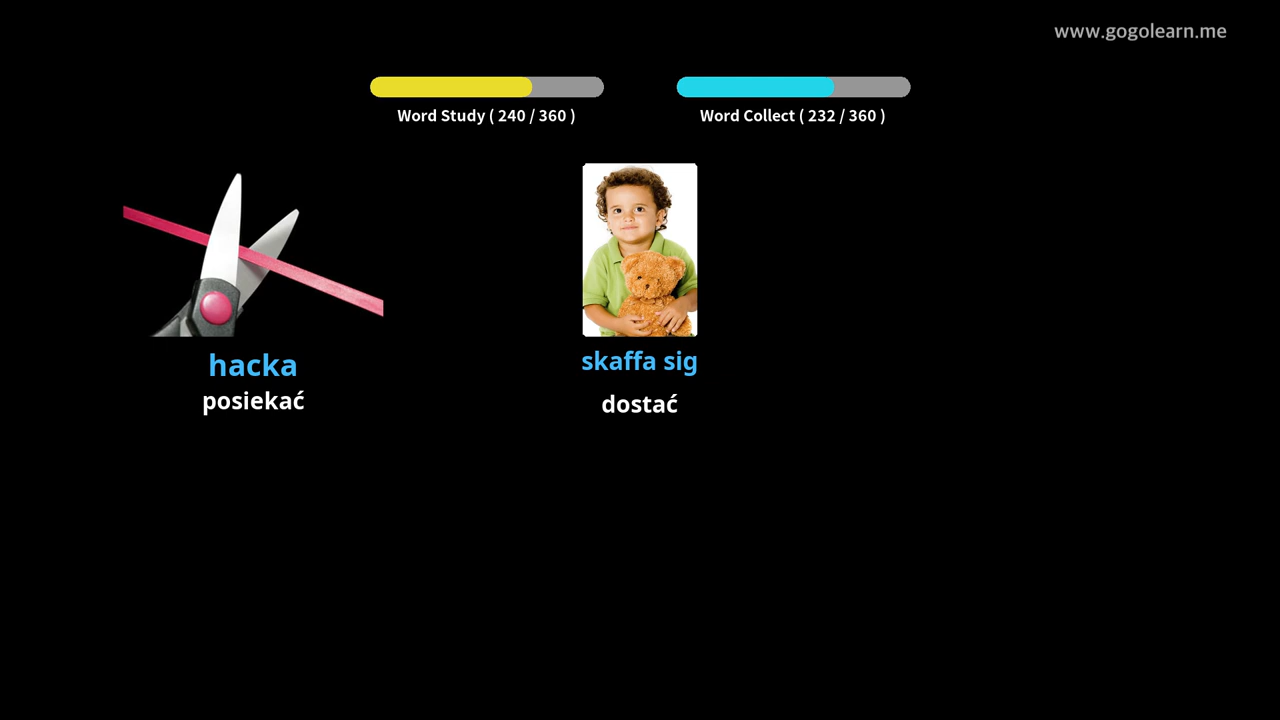 www.gogolearn.me
Word Study ( 240 / 360 )
Word Collect ( 232 / 360 )
hacka
posiekać
skaffa sig
dostać